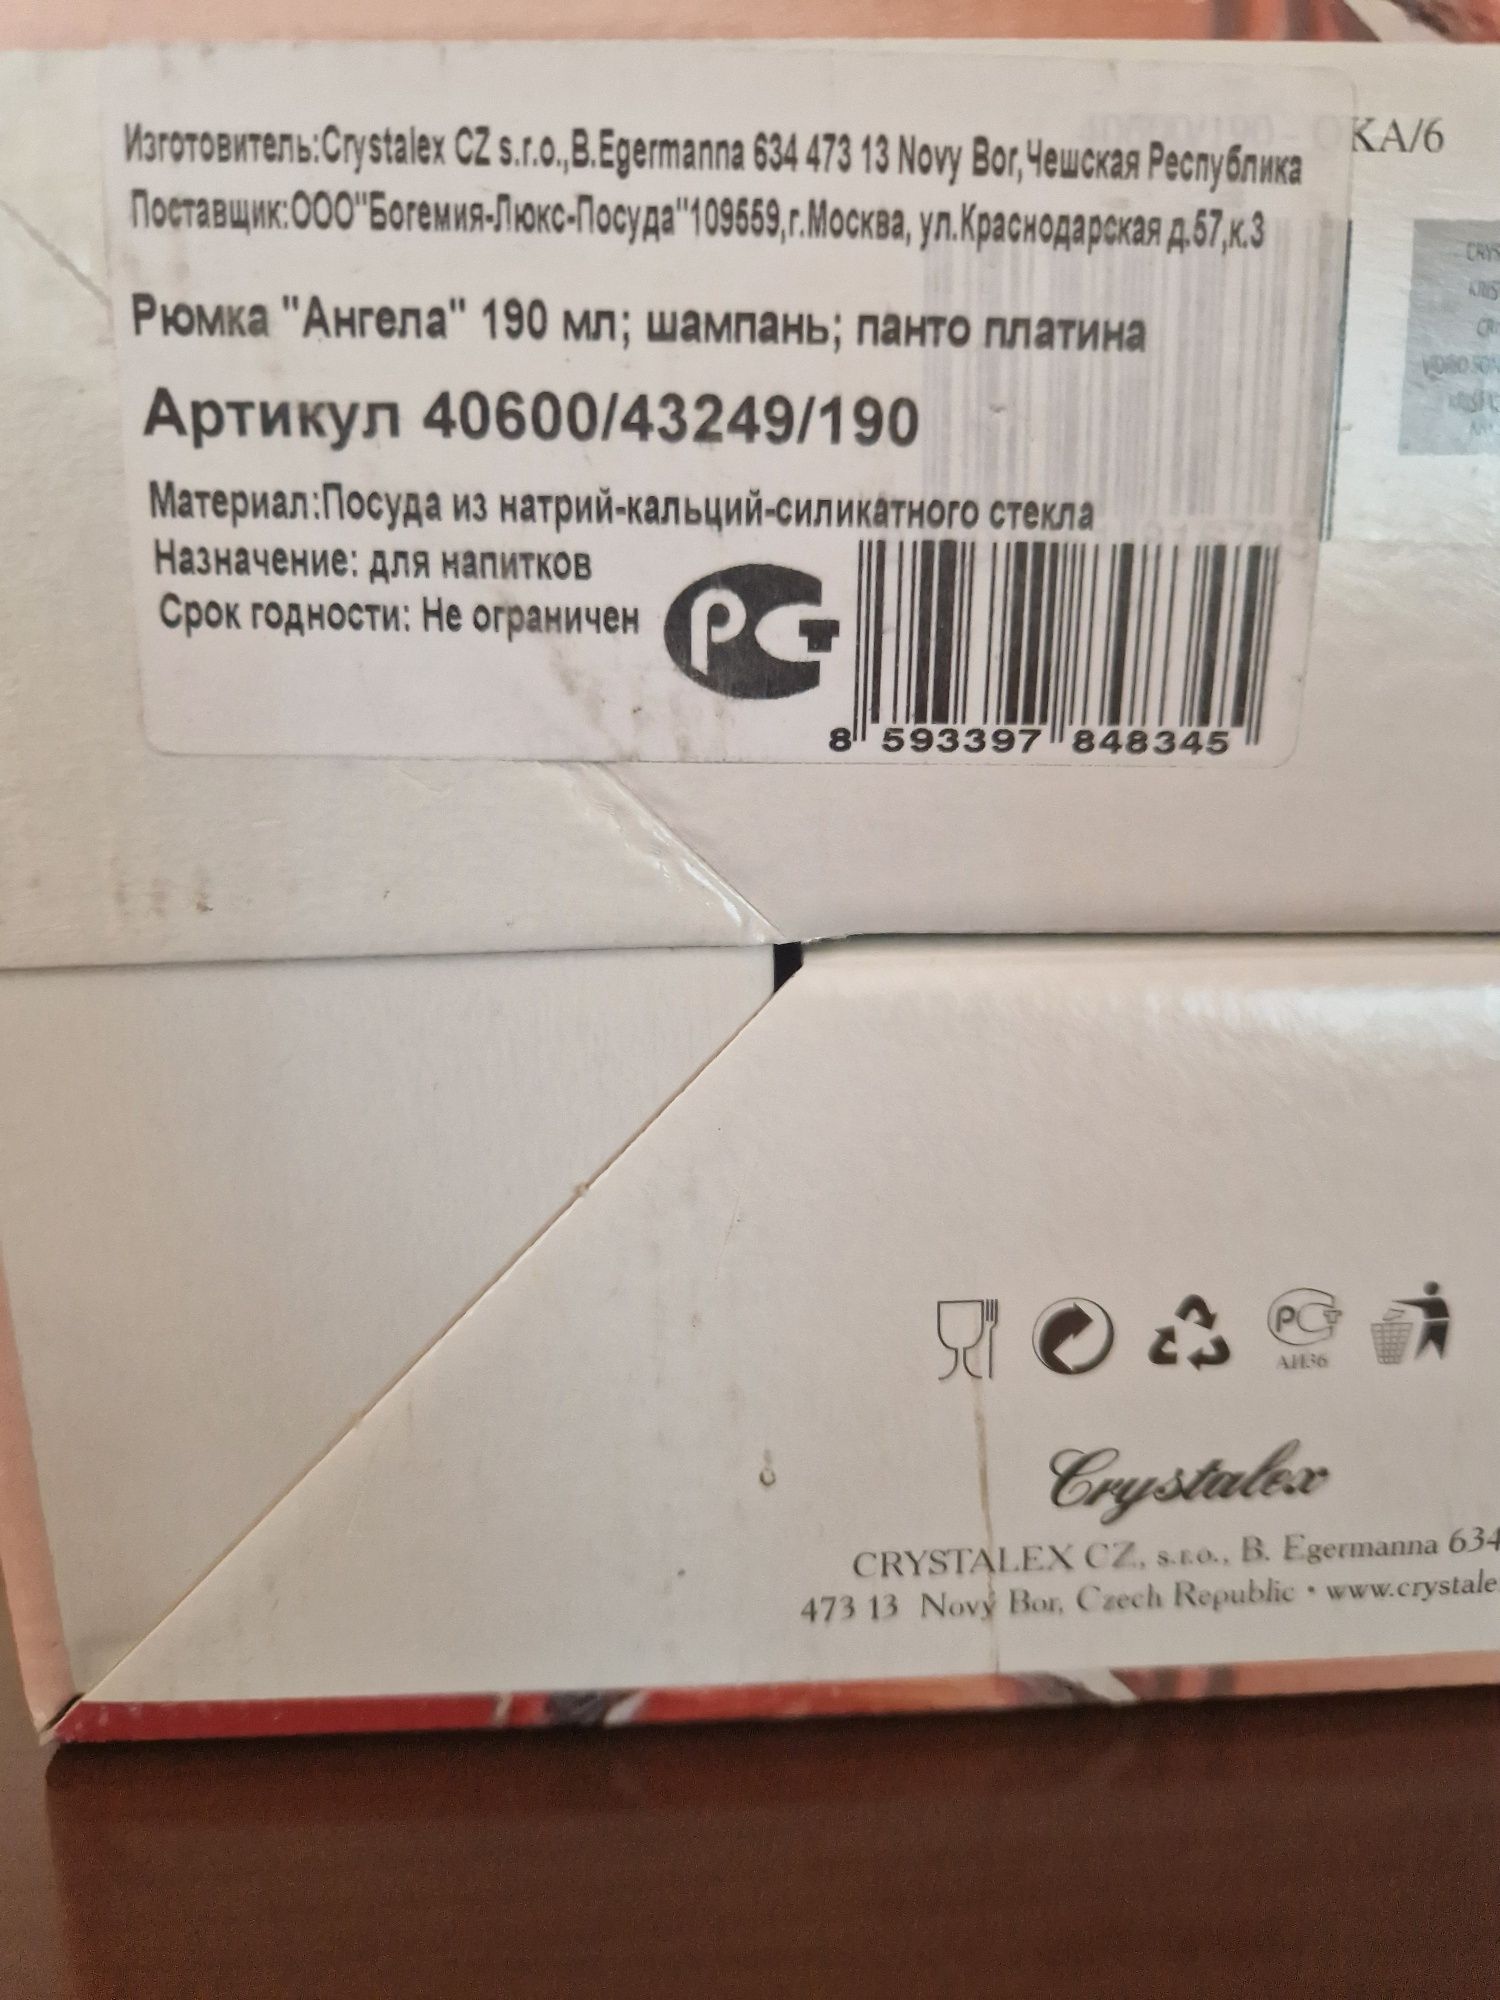 Изготовитель:Crystalex CZ s.r.o.,B.Egermanna 634 473 13 Novy Bor,Чешская Республика
KA/6
Поставщик:ООО"Богемия-Люкс-Посуда"109559,г.Москва, ул.Краснодарская д.57,к.3
Рюмка "Ангела" 190 мл; шампань; панто платина
Артикул 40600/43249/190
Материал:Посуда из натрий-кальций-силикатного стекла
Назначение: для напитков
Срок годности: Не ограничен
РСТ
8 593397 848345
РСТ
АИ36
Crystalex
CRYSTALEX CZ, s.r.o., B. Egermanna 634
473 13 Nový Bor, Czech Republic • www.crystale